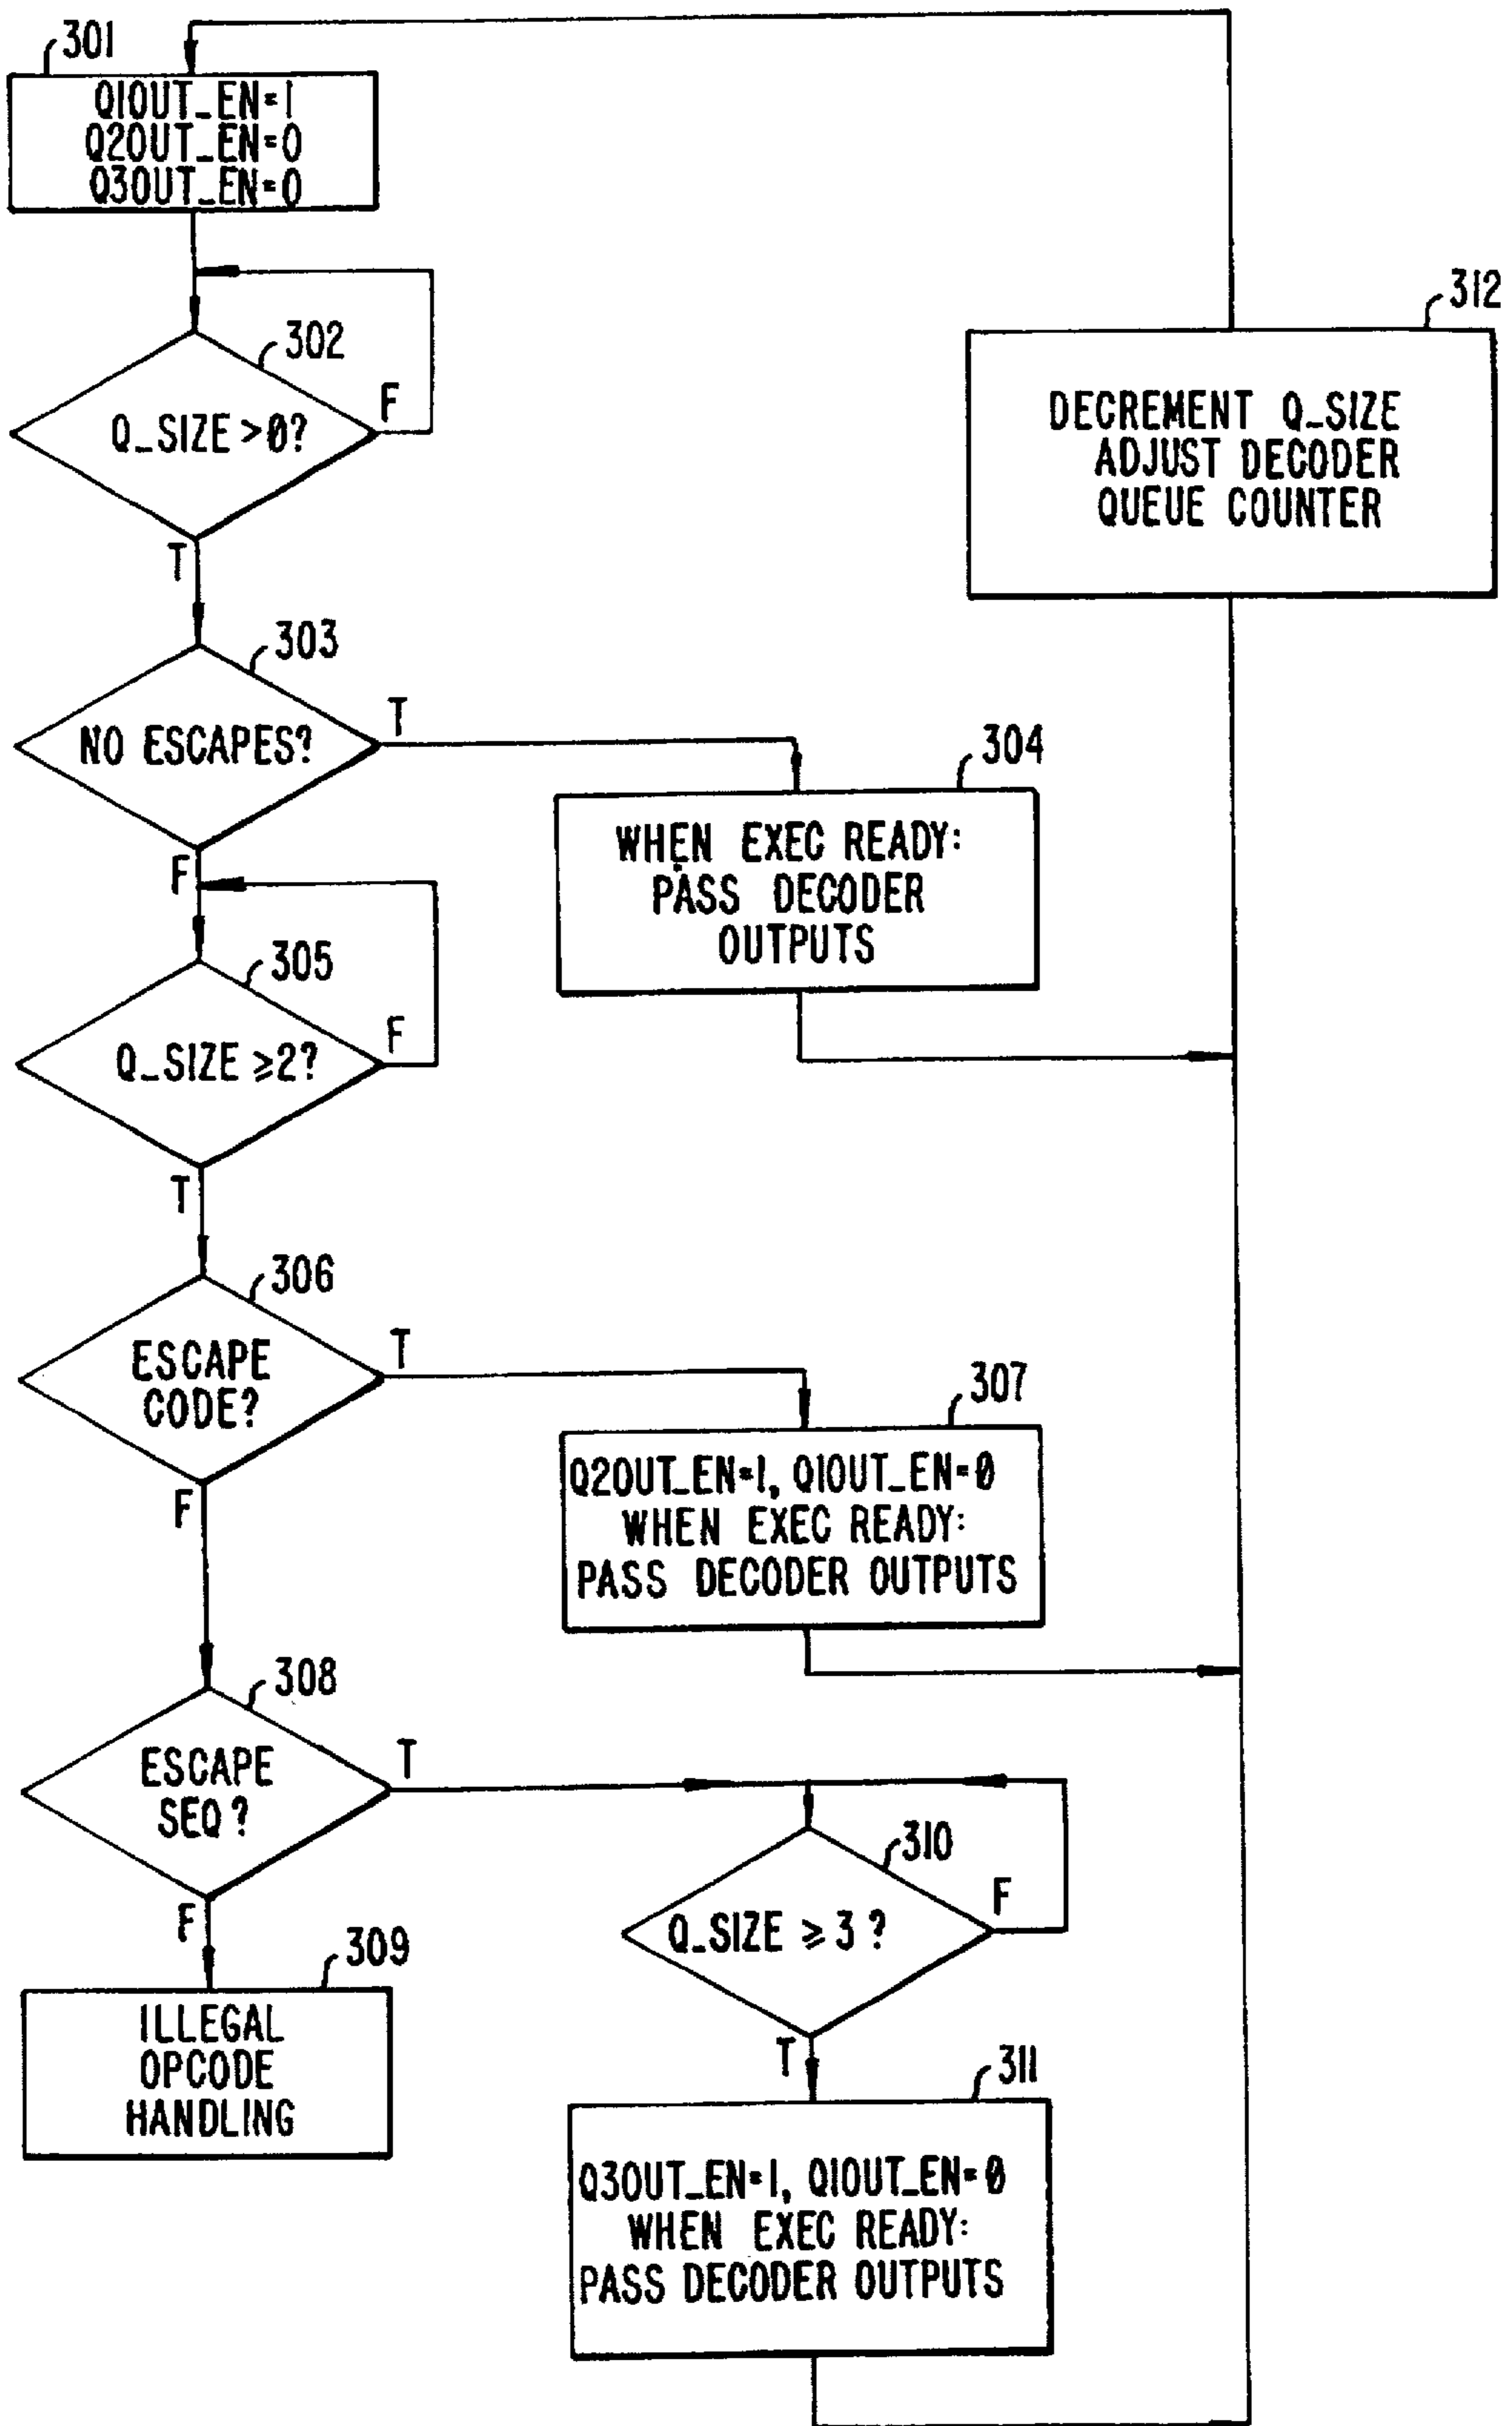 301
Q1OUT_EN=1
Q2OUT_EN=0
Q3OUT_EN=0
302
Q_SIZE >0?
F
T
312
DECREMENT Q_SIZE
ADJUST DECODER
QUEUE COUNTER
303
NO ESCAPES?
T
F
304
WHEN EXEC READY:
PASS DECODER
OUTPUTS
305
Q_SIZE ≥2?
F
T
306
ESCAPE
CODE?
T
F
307
Q2OUT_EN=1, Q1OUT_EN=0
WHEN EXEC READY:
PASS DECODER OUTPUTS
308
ESCAPE
SEQ?
T
F
310
Q_SIZE ≥ 3 ?
F
T
309
ILLEGAL
OPCODE
HANDLING
311
Q3OUT_EN=1, Q1OUT_EN=0
WHEN EXEC READY:
PASS DECODER OUTPUTS